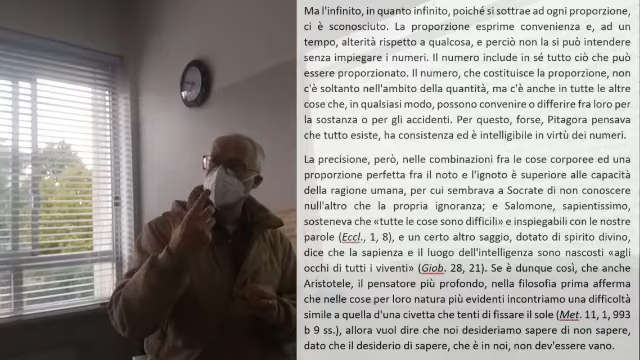 Ma l'infinito, in quanto infinito, poiché si sottrae ad ogni proporzione,
ci è sconosciuto. La proporzione esprime convenienza e, ad un
tempo, alterità rispetto a qualcosa, e perciò non la si può intendere
senza impiegare i numeri. Il numero include in sé tutto ciò che può
essere proporzionato. Il numero, che costituisce la proporzione, non
c'è soltanto nell'ambito della quantità, ma c'è anche in tutte le altre
cose che, in qualsiasi modo, possono convenire o differire fra loro per
la sostanza o per gli accidenti. Per questo, forse, Pitagora pensava
che tutto esiste, ha consistenza ed è intelligibile in virtù dei numeri.
La precisione, però, nelle combinazioni fra le cose corporee ed una
proporzione perfetta fra il noto e l'ignoto è superiore alle capacità
della ragione umana, per cui sembrava a Socrate di non conoscere
null'altro che la propria ignoranza; e Salomone, sapientissimo,
sosteneva che «tutte le cose sono difficili» e inspiegabili con le nostre
parole (Eccl., 1, 8), e un certo altro saggio, dotato di spirito divino,
dice che la sapienza e il luogo dell'intelligenza sono nascosti «agli
occhi di tutti i viventi» (Giob. 28, 21). Se è dunque così, che anche
Aristotele, il pensatore più profondo, nella filosofia prima afferma
che nelle cose per loro natura più evidenti incontriamo una difficoltà
simile a quella d'una civetta che tenti di fissare il sole (Met. 11, 1, 993
b 9 ss.), allora vuol dire che noi desideriamo sapere di non sapere,
dato che il desiderio di sapere, che è in noi, non dev'essere vano.